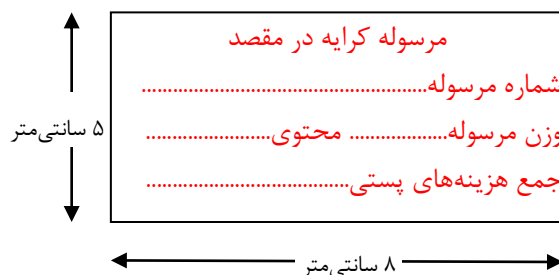 مرسوله کرایه در مقصد
شماره مرسوله......................................................
وزن مرسوله................... محتوی......................
جمع هزینه‌های پستی.......................................
۵ سانتی‌متر
۸ سانتی‌متر